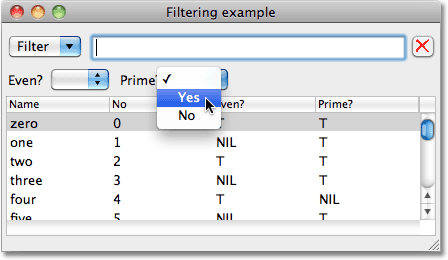 Filtering example
Filter
Even? Prime? ✓
Yes
No
Name No ven? Prime?
zero 0 T T
one 1 NIL T
two 2 T T
three 3 NIL T
four 4 T NIL
five 5 NIL T